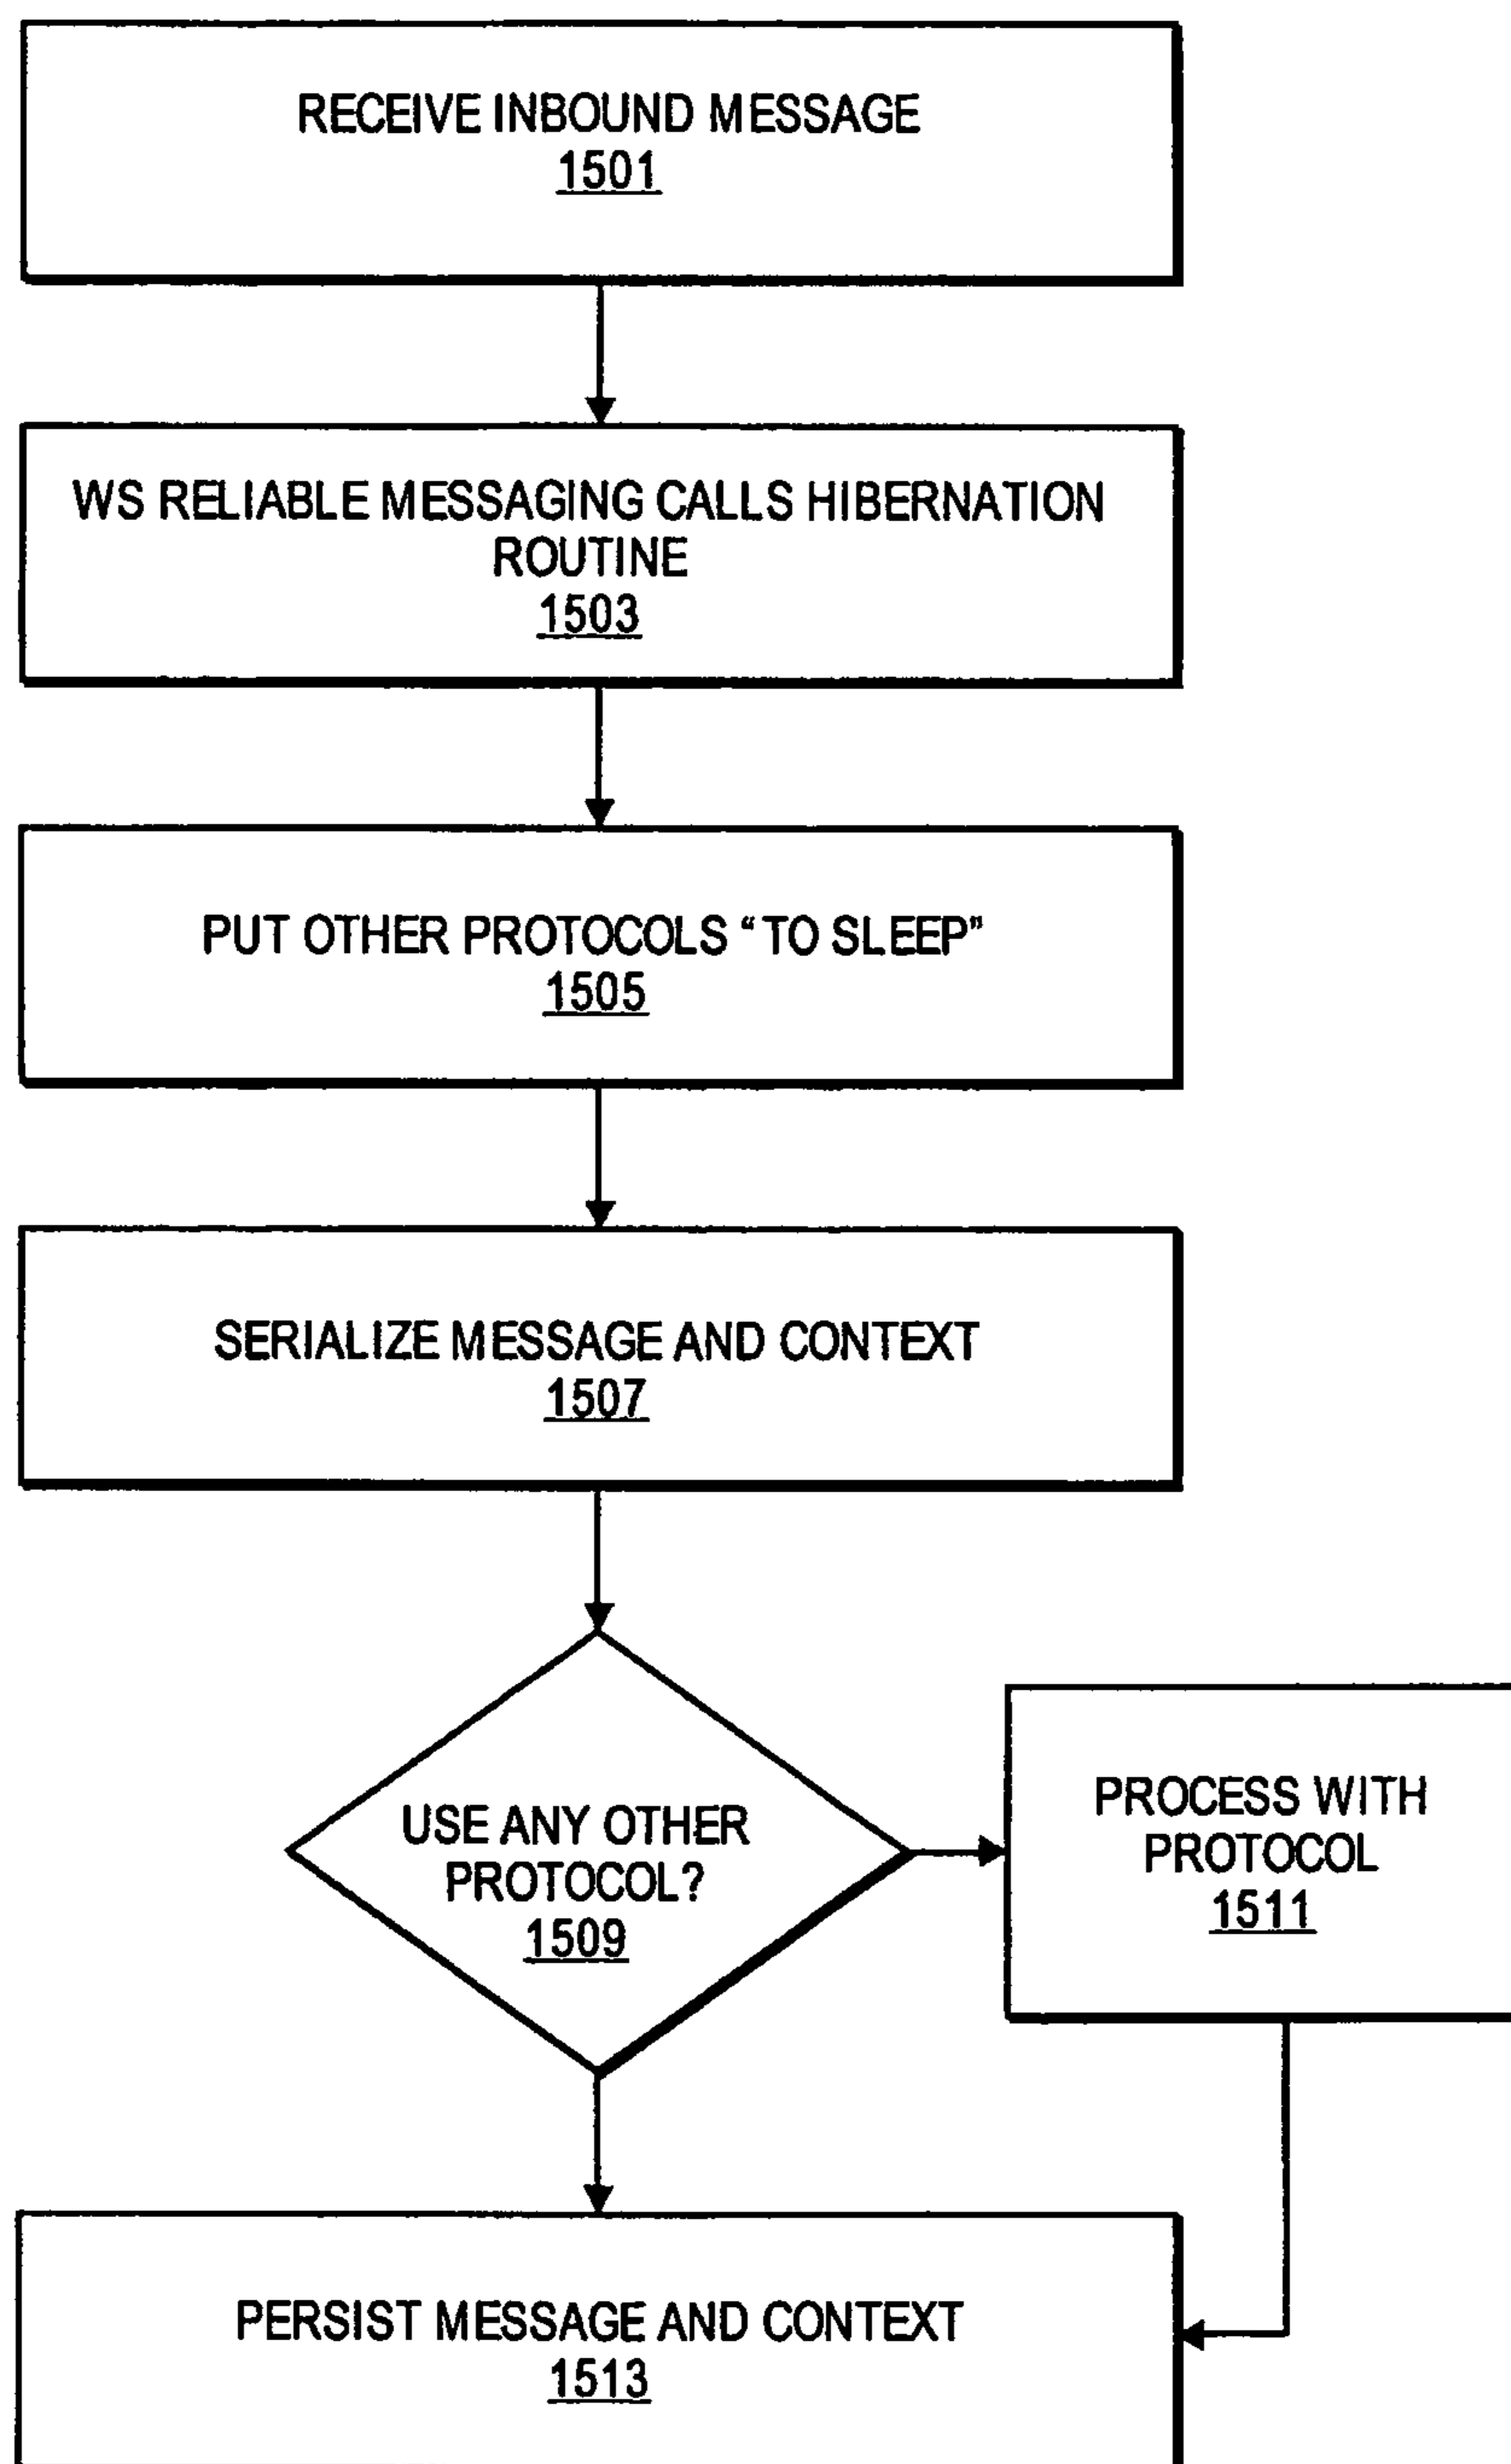 RECEIVE INBOUND MESSAGE
1501
WS RELIABLE MESSAGING CALLS HIBERNATION
ROUTINE
1503
PUT OTHER PROTOCOLS “TO SLEEP”
1505
SERIALIZE MESSAGE AND CONTEXT
1507
USE ANY OTHER
PROTOCOL?
1509
PROCESS WITH
PROTOCOL
1511
PERSIST MESSAGE AND CONTEXT
1513